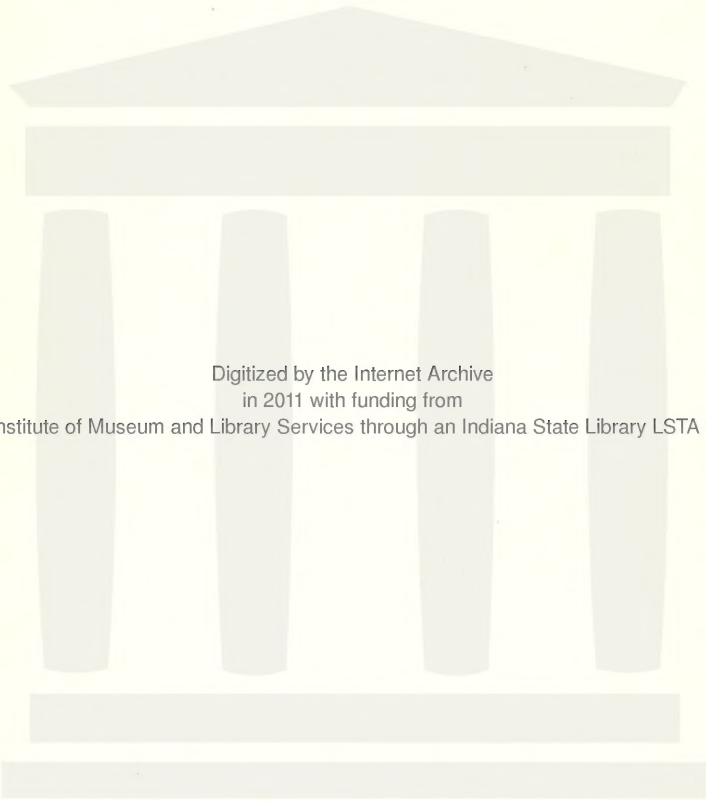 Digitized by the Internet Archive
in 2011 with funding from
nstitute of Museum and Library Services through an Indiana State Library LSTA